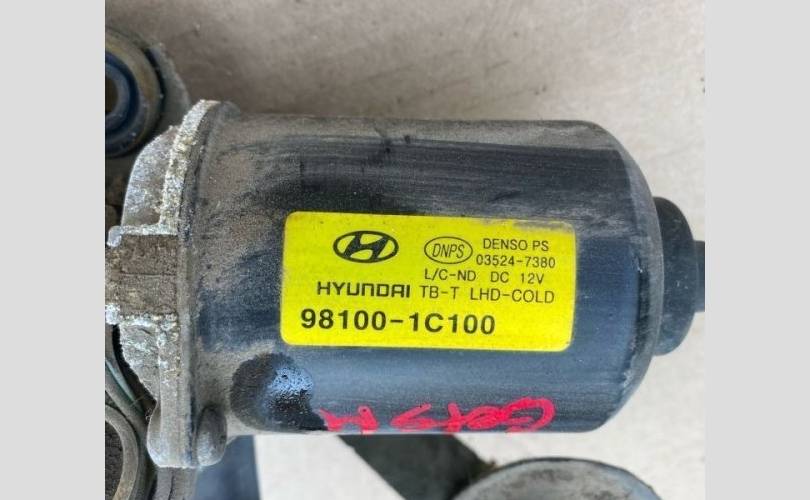 DNPS DENSO PS
03524-7380
L/C-ND DC 12V
HYUNDAI TB-T LHD-COLD
98100-1C100